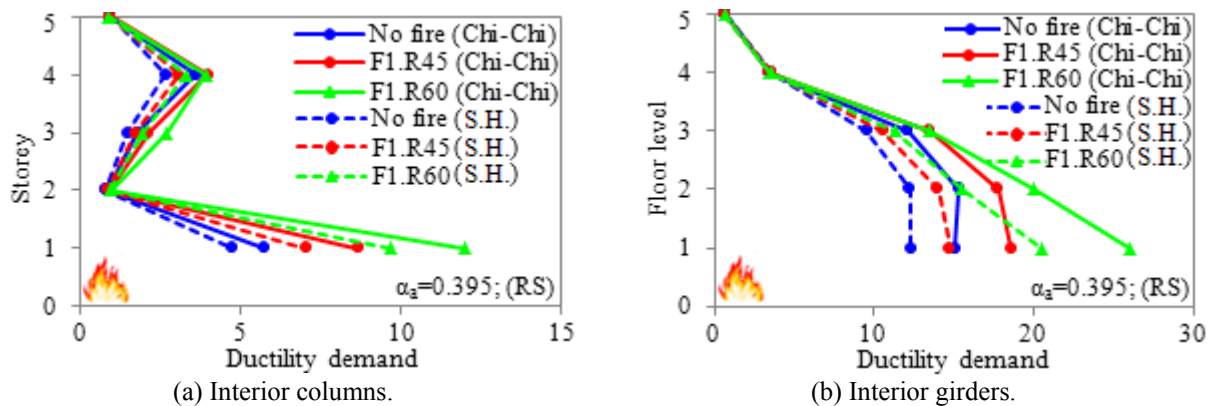 5
4
3
2
1
0
Storey
No fire (Chi-Chi)
F1.R45 (Chi-Chi)
F1.R60 (Chi-Chi)
No fire (S.H.)
F1.R45 (S.H.)
F1.R60 (S.H.)
αa=0.395; (RS)
0 5 10 15
Ductility demand
(a) Interior columns.
5
4
3
2
1
0
Floor level
No fire (Chi-Chi)
F1.R45 (Chi-Chi)
F1.R60 (Chi-Chi)
No fire (S.H.)
F1.R45 (S.H.)
F1.R60 (S.H.)
αa=0.395; (RS)
0 10 20 30
Ductility demand
(b) Interior girders.